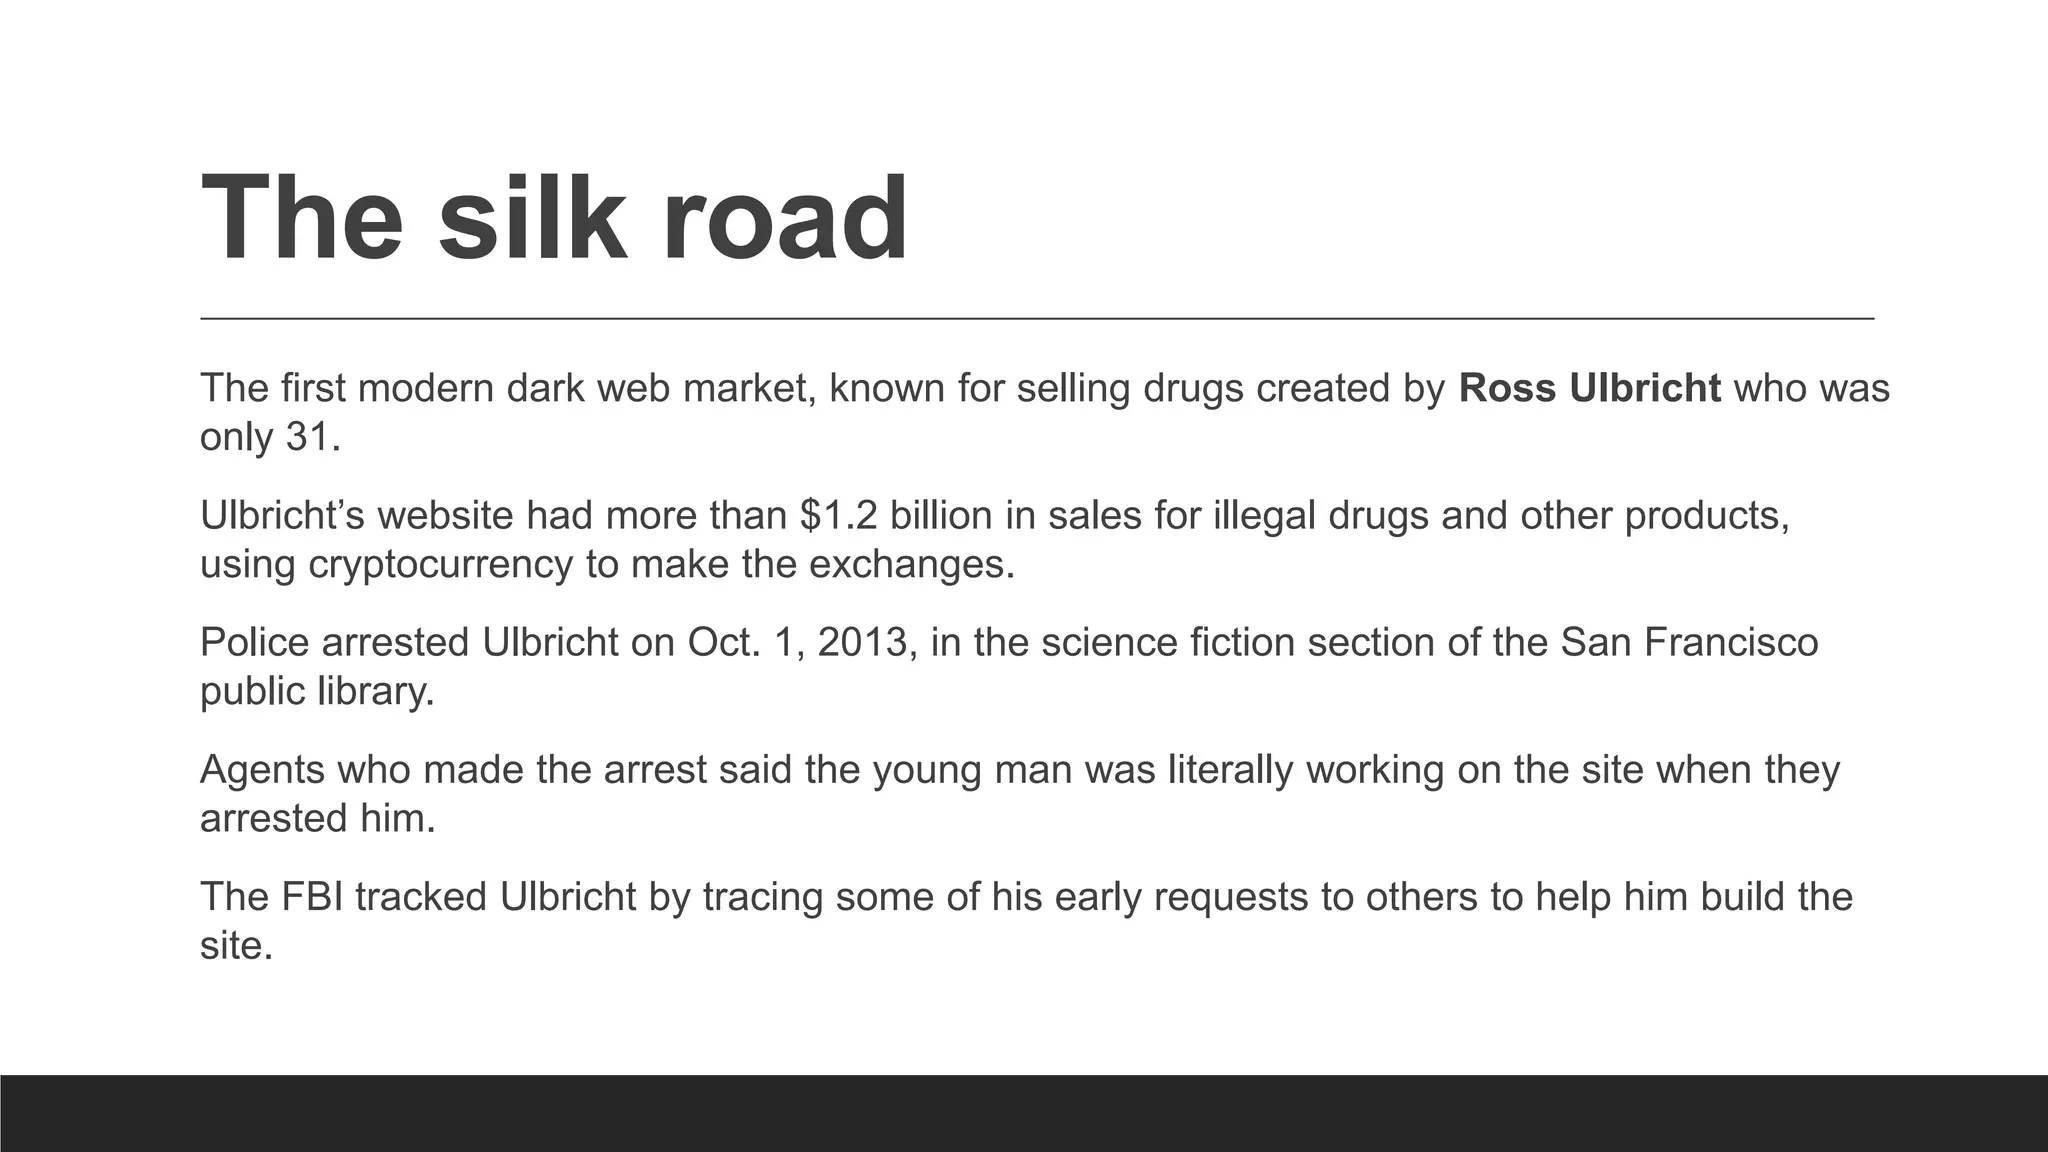 The silk road
The first modern dark web market, known for selling drugs created by Ross Ulbricht who was
only 31.
Ulbricht’s website had more than $1.2 billion in sales for illegal drugs and other products,
using cryptocurrency to make the exchanges.
Police arrested Ulbricht on Oct. 1, 2013, in the science fiction section of the San Francisco
public library.
Agents who made the arrest said the young man was literally working on the site when they
arrested him.
The FBI tracked Ulbricht by tracing some of his early requests to others to help him build the
site.